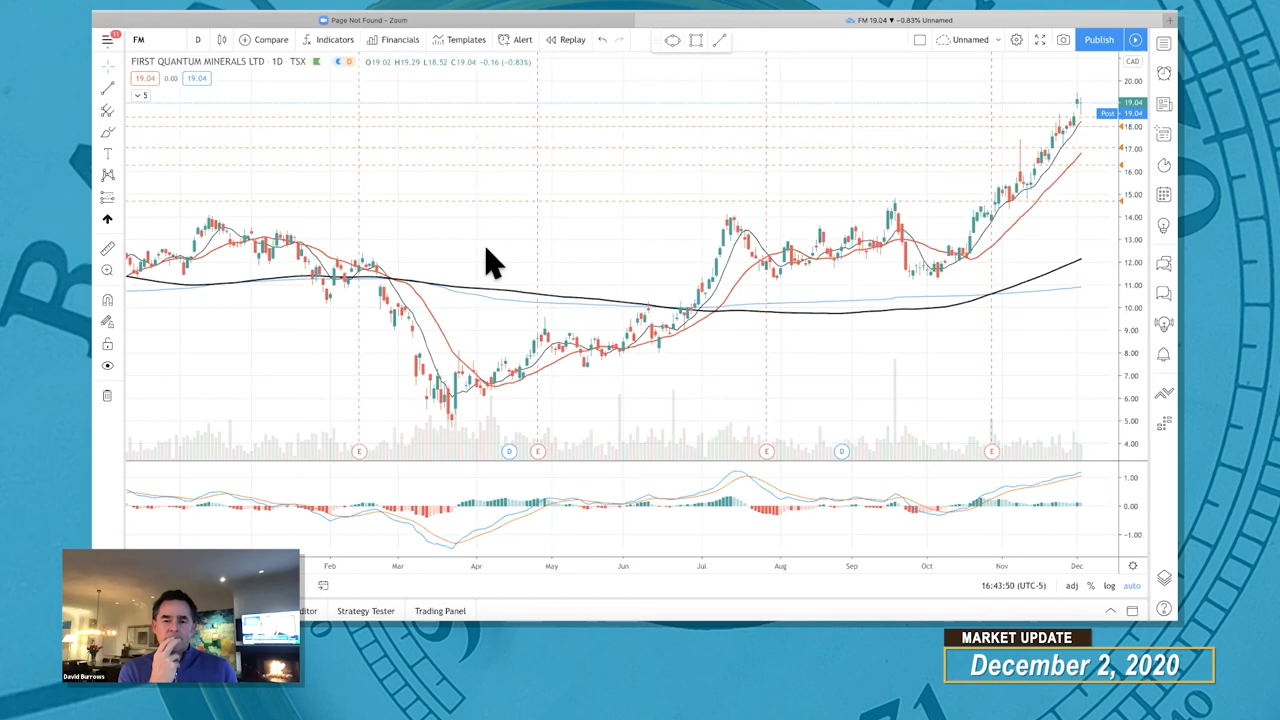 Page Not Found - Zoom
FM 19.04 ▼ −0.83% Unnamed
11
FM
D
Compare
Indicators
Financials
Templates
Alert
Replay
Unnamed
Publish
FIRST QUANTUM MINERALS LTD · 1D · TSX
D
O19.02 H19.29 L18.52 C19.04 −0.16 (−0.83%)
CAD
19.04
0.00
19.04
5
20.00
19.04
Post
19.04
18.00
17.00
16.00
15.00
14.00
13.00
12.00
11.00
10.00
9.00
8.00
7.00
6.00
5.00
4.00
E
D
E
E
D
E
1.00
0.00
−1.00
Feb
Mar
Apr
May
Jun
Jul
Aug
Sep
Oct
Nov
Dec
16:43:50 (UTC-5)
adj
%
log
auto
Strategy Tester
Trading Panel
David Burrows
MARKET UPDATE
December 2, 2020